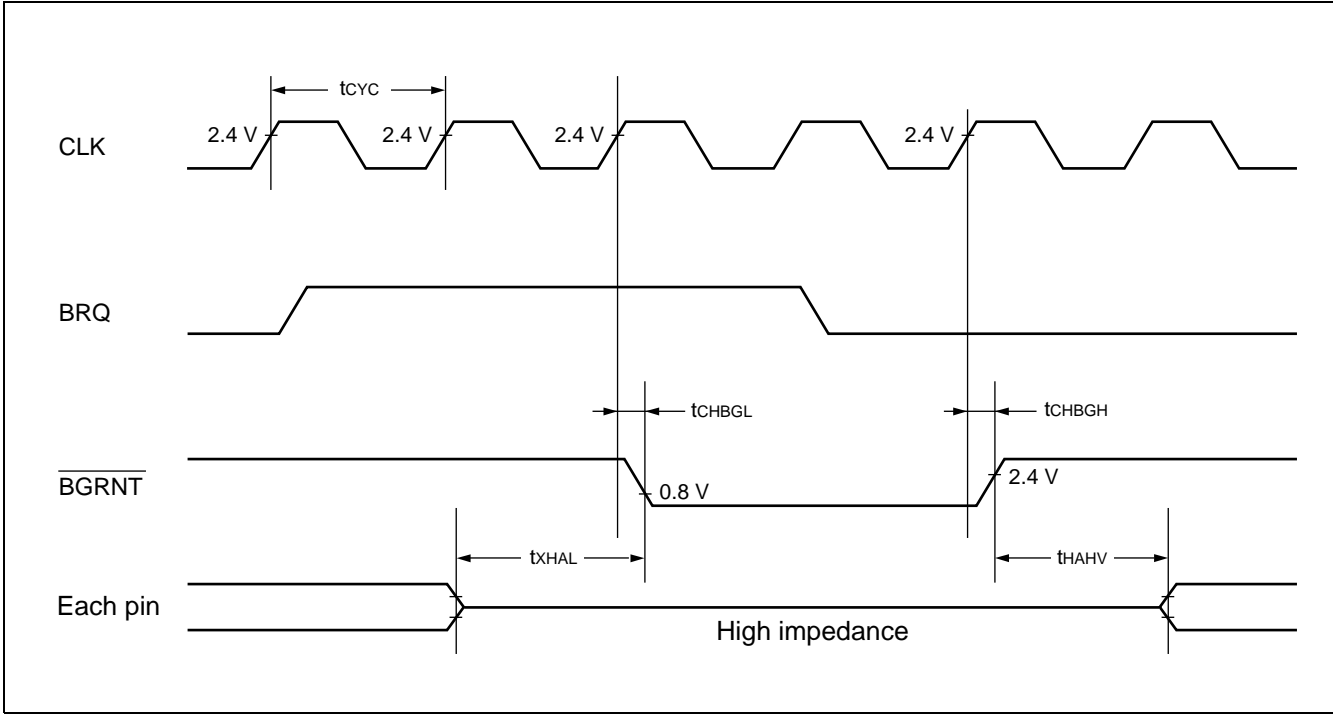 tCYC
2.4 V 2.4 V 2.4 V 2.4 V
CLK
BRQ
tCHBGL tCHBGH
BGRNT
0.8 V 2.4 V
tXHAL tHAHV
Each pin
High impedance